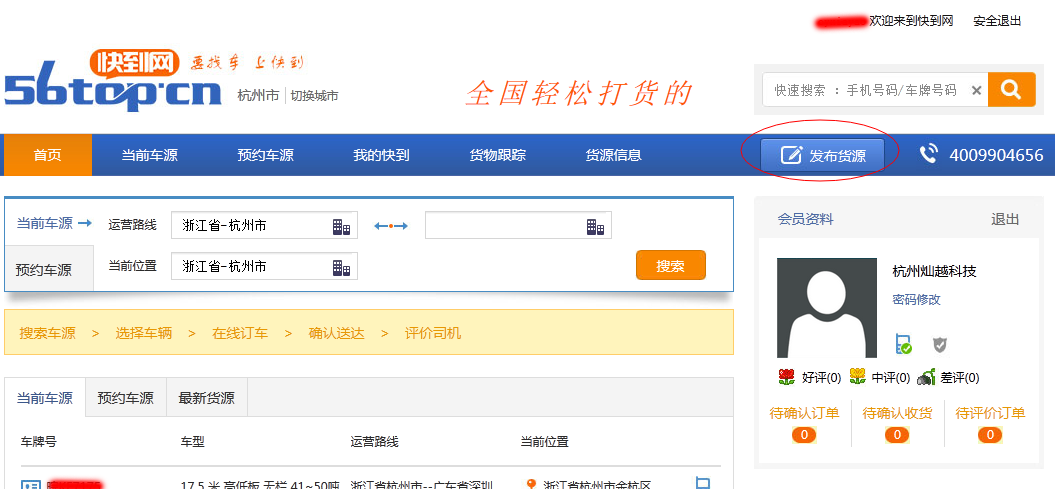 欢迎来到快到网 安全退出
快到网 要找车 上快到
56top.cn 杭州市 切换城市
全国轻松打货的
快速搜索 ：手机号码/车牌号码
首页 当前车源 预约车源 我的快到 货物跟踪 货源信息 发布货源 4009904656
当前车源 运营路线 浙江省-杭州市
预约车源 当前位置 浙江省-杭州市 搜索
搜索车源 > 选择车辆 > 在线订车 > 确认送达 > 评价司机
当前车源 预约车源 最新货源
车牌号 车型 运营路线 当前位置
17.5 米 高低板 无栏 41~50吨 浙江省杭州市--广东省深圳 浙江省杭州市余杭区
会员资料 退出
杭州灿越科技
密码修改
好评(0) 中评(0) 差评(0)
待确认订单 待确认收货 待评价订单
0 0 0